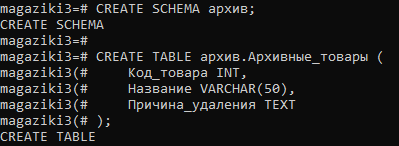 magaziki3=# CREATE SCHEMA архив;
CREATE SCHEMA
magaziki3=#
magaziki3=# CREATE TABLE архив.Архивные_товары (
magaziki3(#     Код_товара INT,
magaziki3(#     Название VARCHAR(50),
magaziki3(#     Причина_удаления TEXT
magaziki3(# );
CREATE TABLE